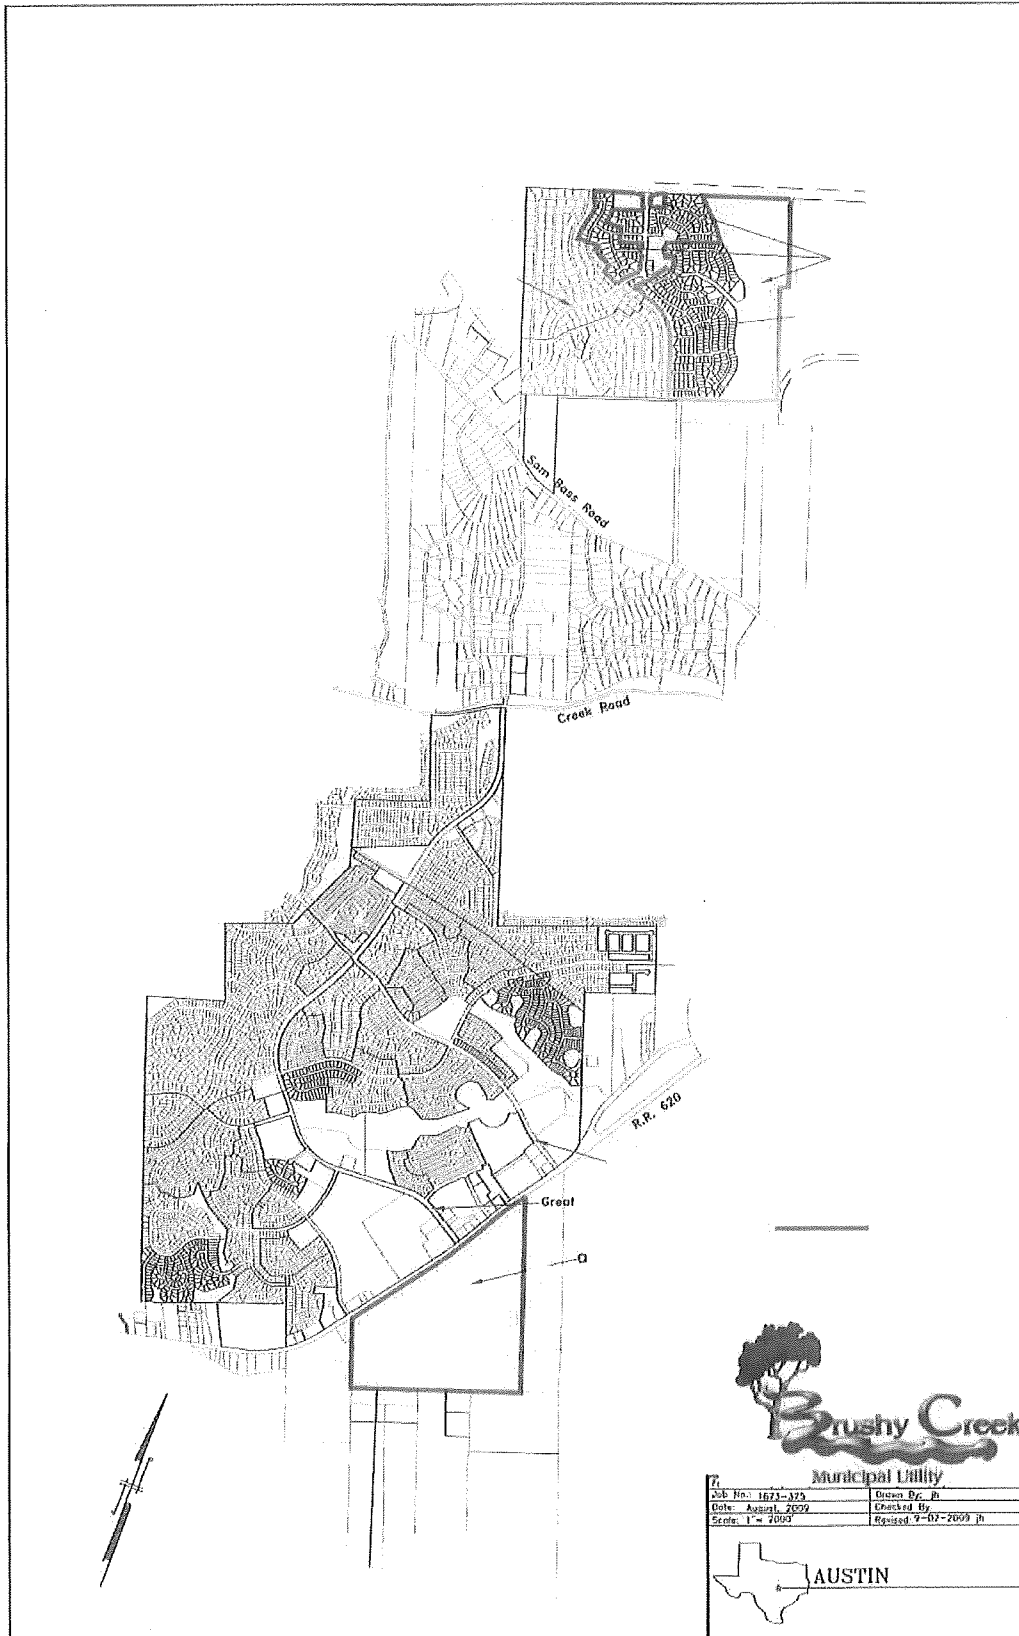 Sam Bass Road
Creek Road
R.R. 620
Great
a
Brushy Creek
Municipal Utility
Job No.: 1673-325
Drawn By: jh
Date: August, 2009
Checked By
Scale: 1"= 2000'
Revised: 9-02-2009 jh
AUSTIN